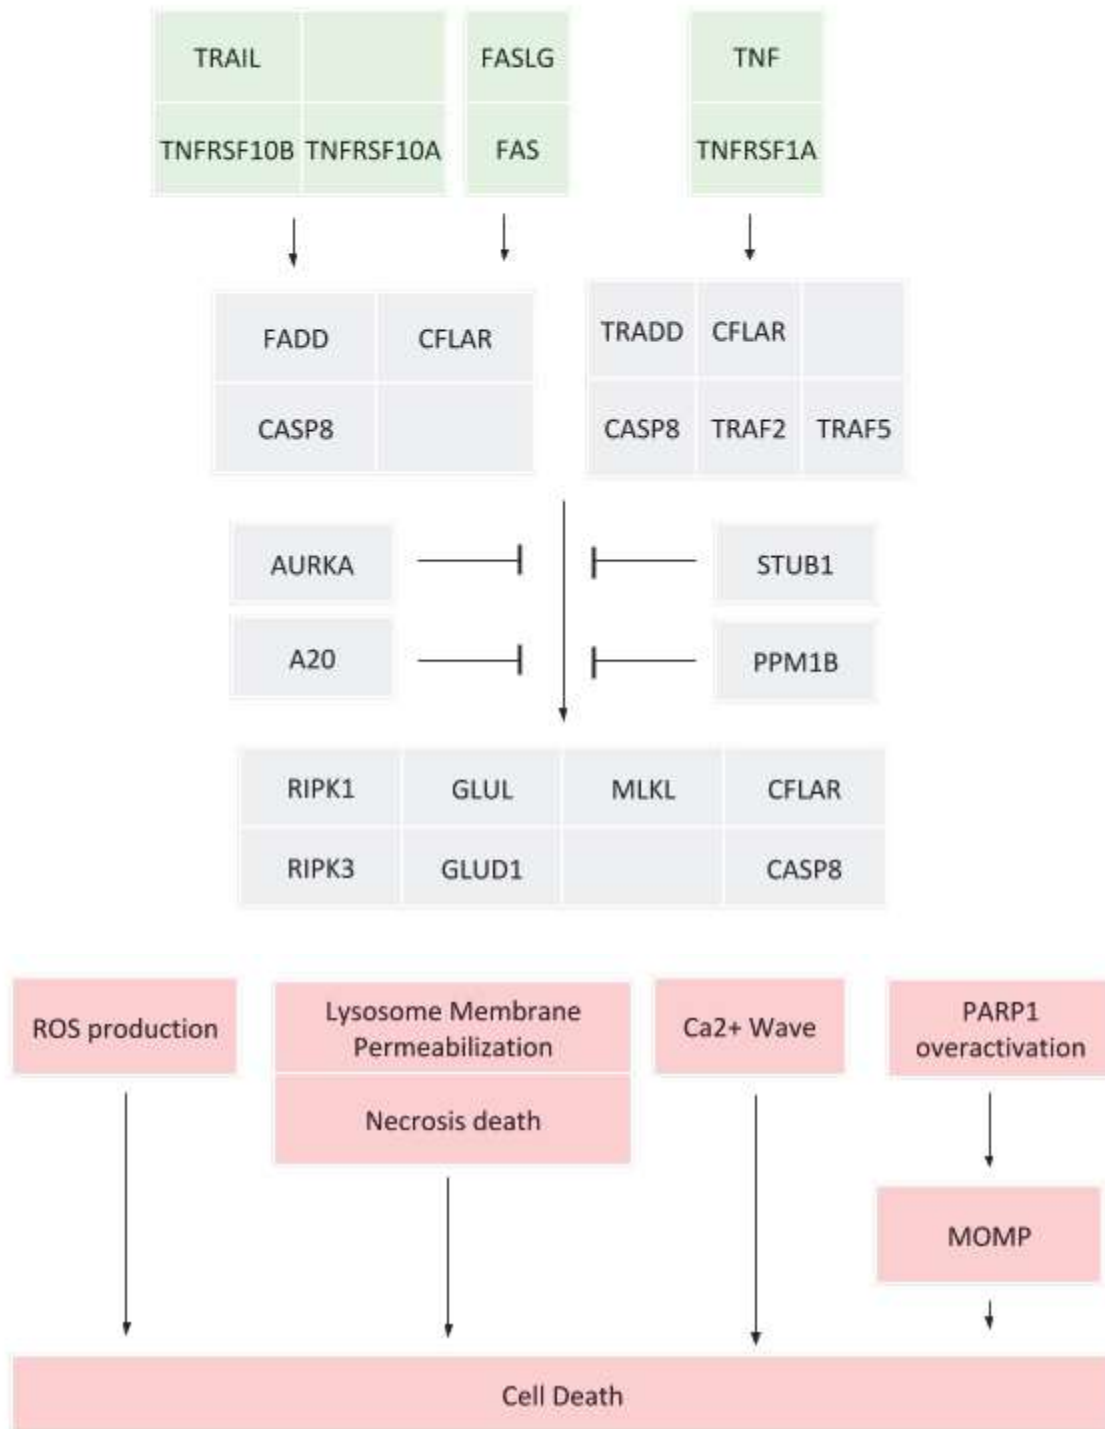 TRAIL
FASLG
TNF
TNFRSF10B TNFRSF10A
FAS
TNFRSF1A
FADD CFLAR
CASP8
TRADD CFLAR
CASP8 TRAF2 TRAF5
AURKA
STUB1
A20
PPM1B
RIPK1 GLUL MLKL CFLAR
RIPK3 GLUD1 CASP8
ROS production
Lysosome Membrane
Permeabilization
Necrosis death
Ca2+ Wave
PARP1
overactivation
MOMP
Cell Death